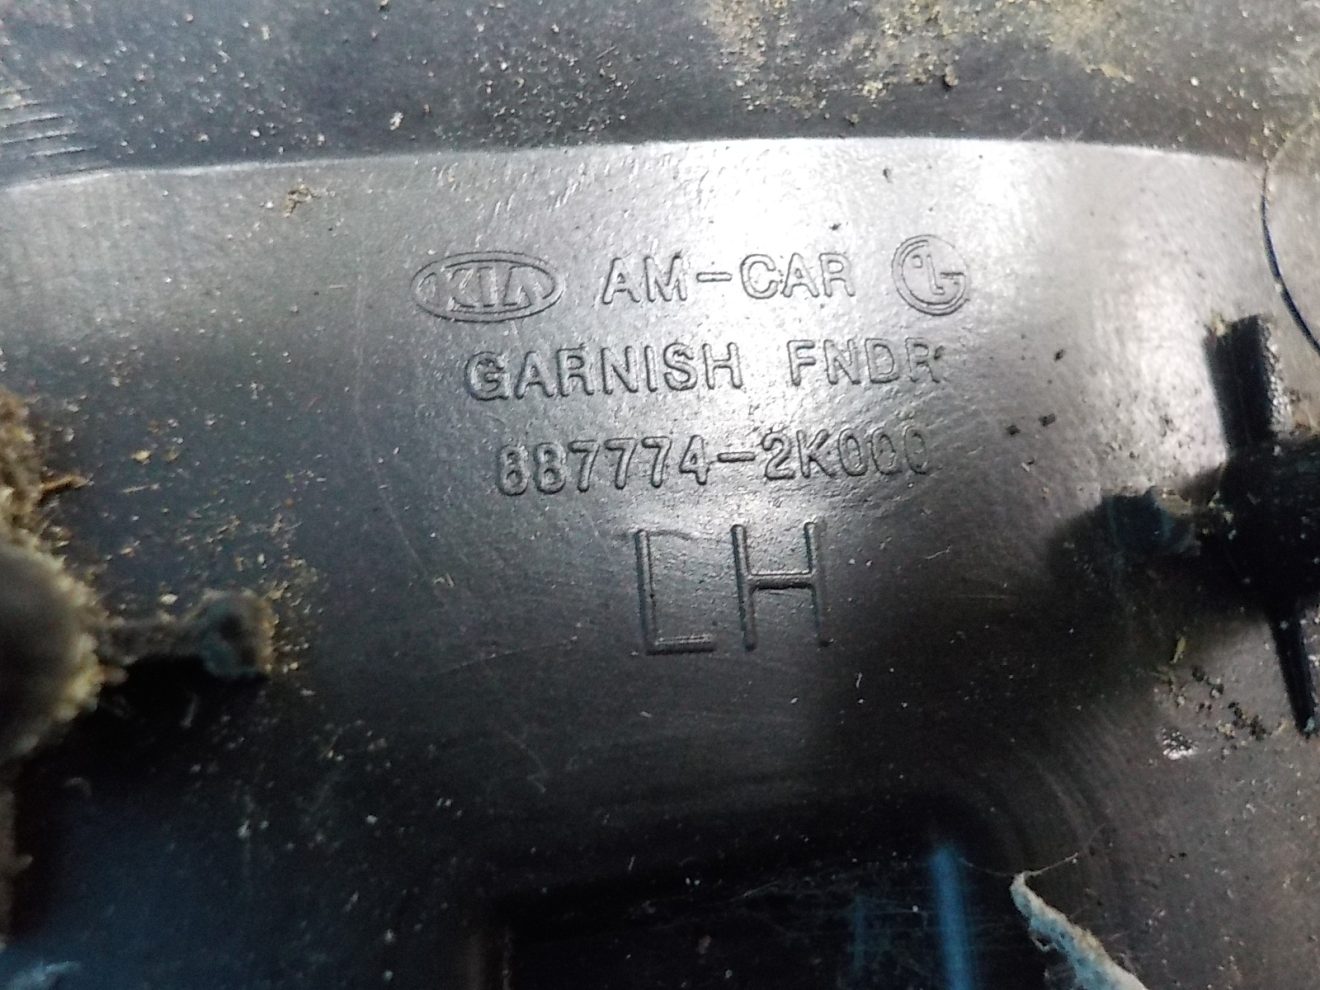 KIA AM-CAR LG
GARNISH FNDR
887774-2K000
LH